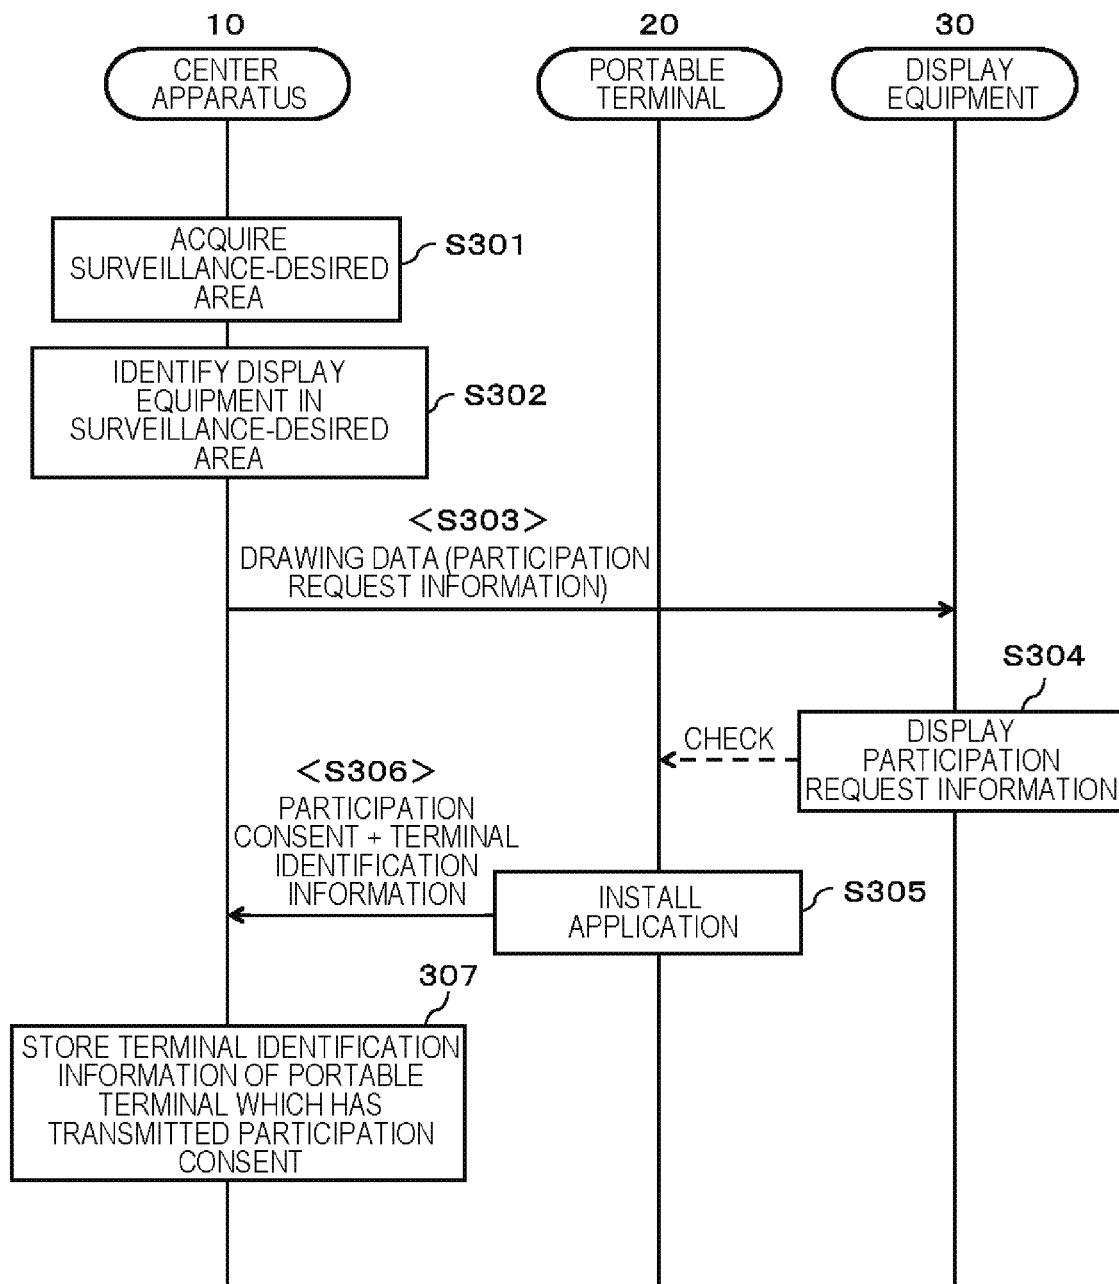 10
20
30
CENTER
APPARATUS
PORTABLE
TERMINAL
DISPLAY
EQUIPMENT
ACQUIRE
SURVEILLANCE-DESIRED
AREA
S301
IDENTIFY DISPLAY
EQUIPMENT IN
SURVEILLANCE-DESIRED
AREA
S302
<S303>
DRAWING DATA (PARTICIPATION
REQUEST INFORMATION)
S304
DISPLAY
PARTICIPATION
REQUEST INFORMATION
CHECK
<S306>
PARTICIPATION
CONSENT + TERMINAL
IDENTIFICATION
INFORMATION
INSTALL
APPLICATION
S305
307
STORE TERMINAL IDENTIFICATION
INFORMATION OF PORTABLE
TERMINAL WHICH HAS
TRANSMITTED PARTICIPATION
CONSENT